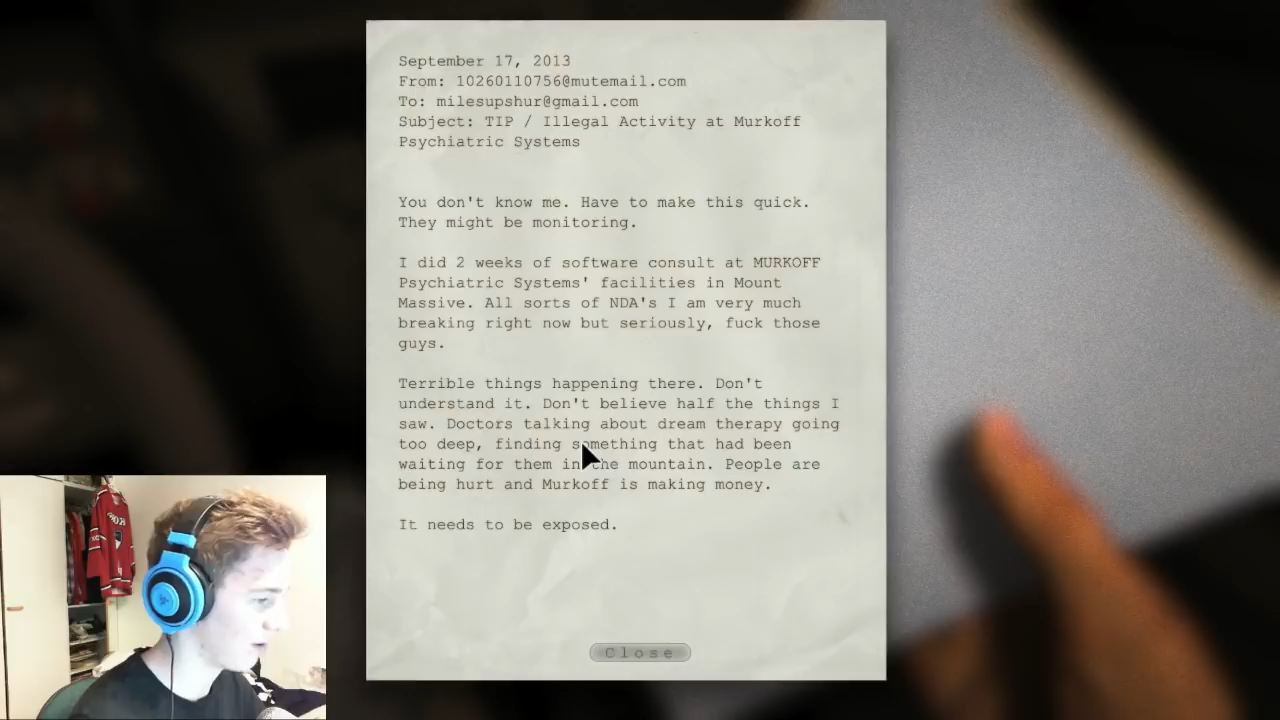 September 17, 2013
From: 10260110756@mutemail.com
To: milesupshur@gmail.com
Subject: TIP / Illegal Activity at Murkoff
Psychiatric Systems
You don't know me. Have to make this quick.
They might be monitoring.
I did 2 weeks of software consult at MURKOFF
Psychiatric Systems' facilities in Mount
Massive. All sorts of NDA's I am very much
breaking right now but seriously, fuck those
guys.
Terrible things happening there. Don't
understand it. Don't believe half the things I
saw. Doctors talking about dream therapy going
too deep, finding something that had been
waiting for them in the mountain. People are
being hurt and Murkoff is making money.
It needs to be exposed.
Close